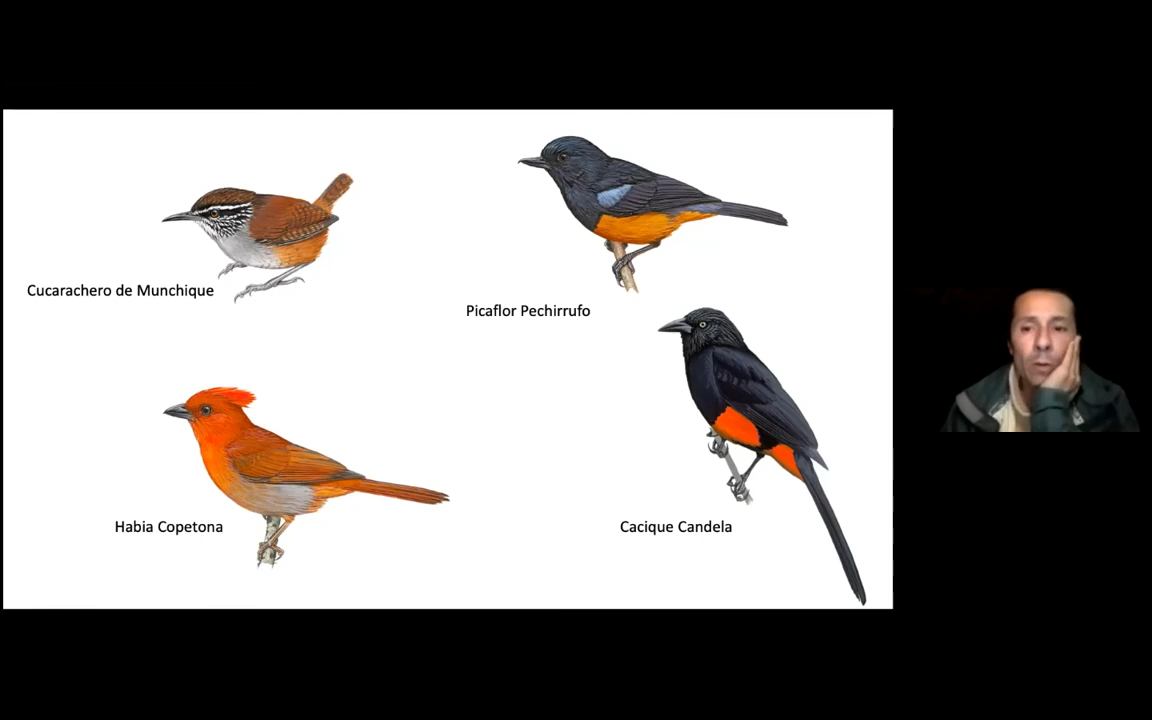 Cucarachero de Munchique
Picaflor Pechirrufo
Habia Copetona
Cacique Candela